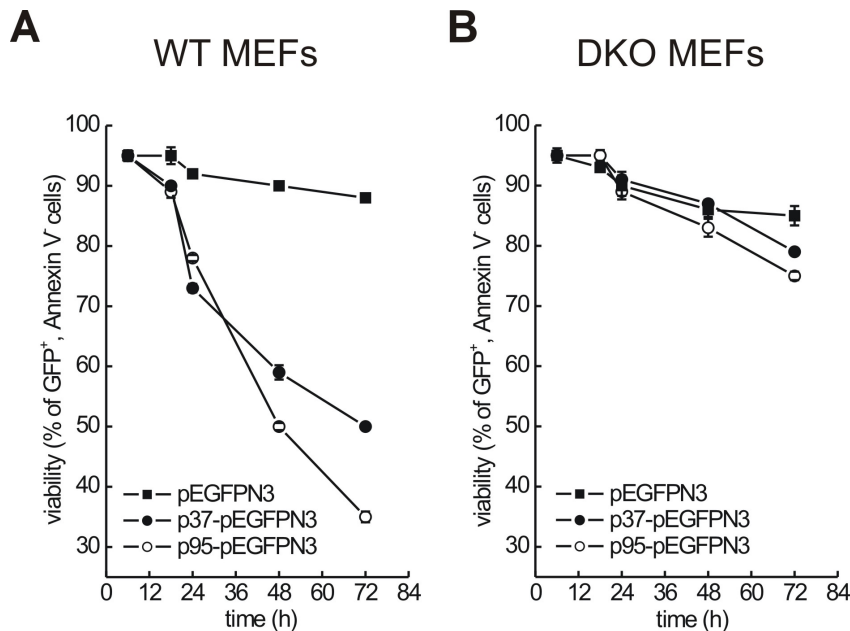 A
WT MEFs
viability (% of GFP⁺, Annexin V⁻ cells)
100
90
80
70
60
50
40
30
pEGFPN3
p37-pEGFPN3
p95-pEGFPN3
0 12 24 36 48 60 72 84
time (h)
B
DKO MEFs
viability (% of GFP⁺, Annexin V⁻ cells)
100
90
80
70
60
50
40
30
pEGFPN3
p37-pEGFPN3
p95-pEGFPN3
0 12 24 36 48 60 72 84
time (h)